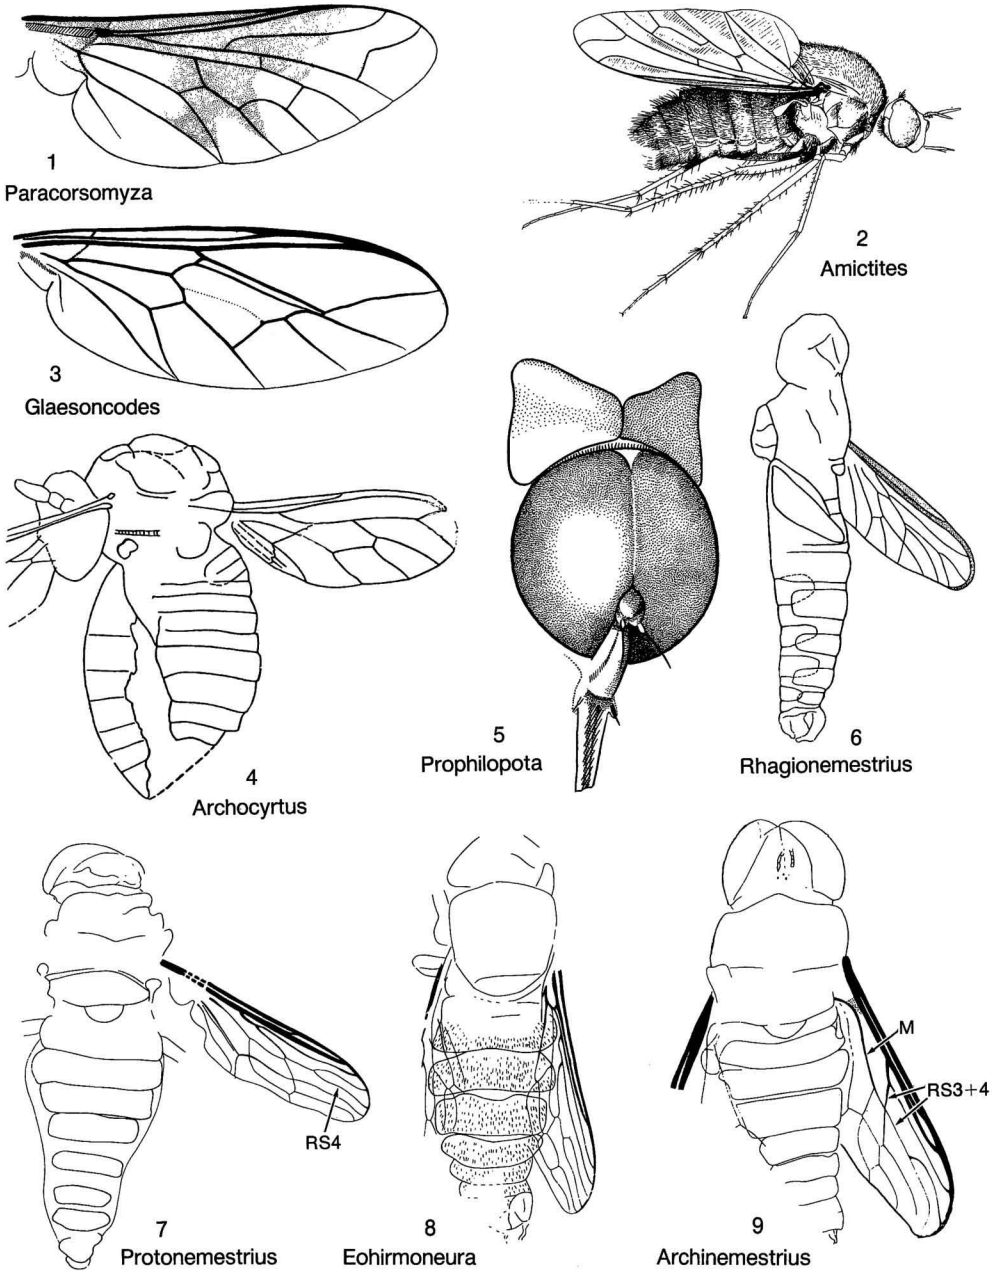 1
Paracorsomyza
2
Amictites
3
Glaesoncodes
4
Archocyrtus
5
Prophilopota
6
Rhagionemestrius
7
Protonemestrius
RS4
8
Eohirmoneura
9
Archinemestrius
M
RS3+4